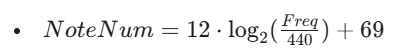 • NoteNum = 12 · log₂(Freq/440) + 69